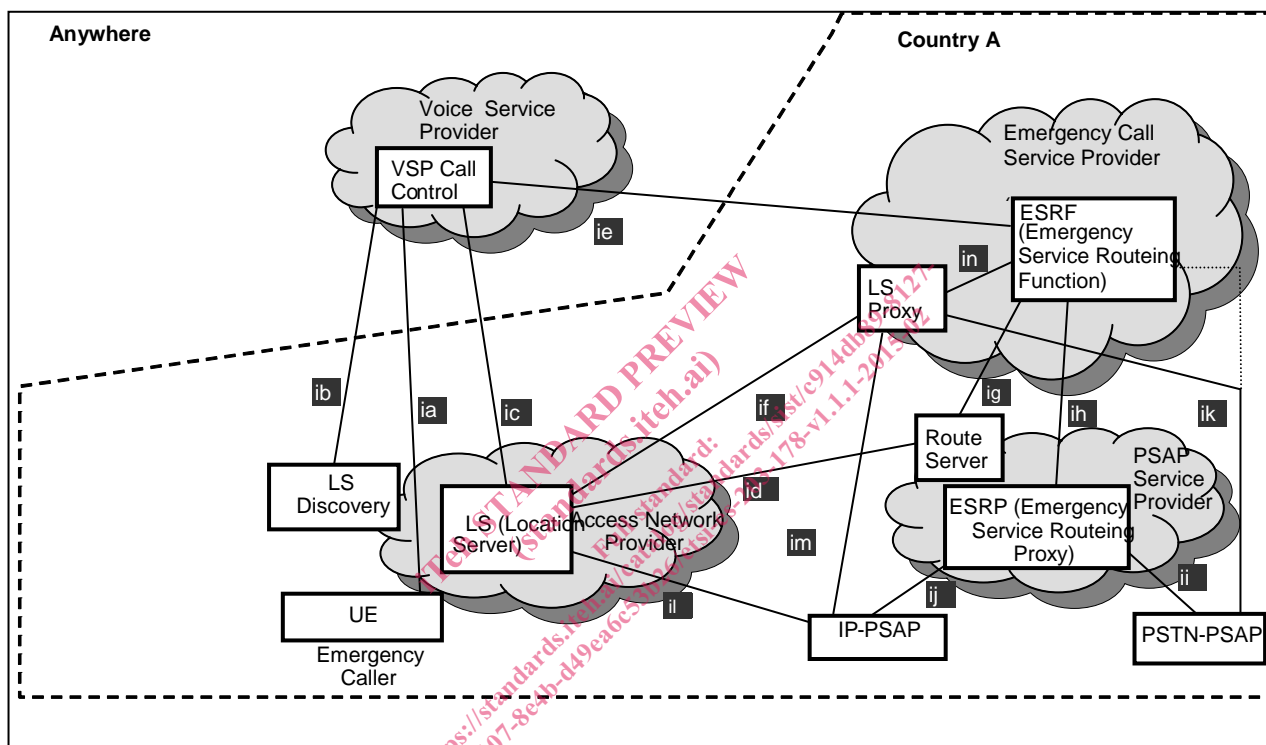 Anywhere
Country A
Voice Service
Provider
VSP Call
Control
Emergency Call
Service Provider
ESRF
(Emergency
Service Routeing
Function)
ie
in
LS
Proxy
ib
ia
ic
if
ig
ih
ik
Route
Server
PSAP
Service
Provider
LS
Discovery
LS (Location
Server)
Access Network
Provider
id
im
ESRP (Emergency
Service Routeing
Proxy)
ij
ii
il
UE
Emergency
Caller
IP-PSAP
PSTN-PSAP
iTeh STANDARD PREVIEW
(standards.iteh.ai)
Full standard: